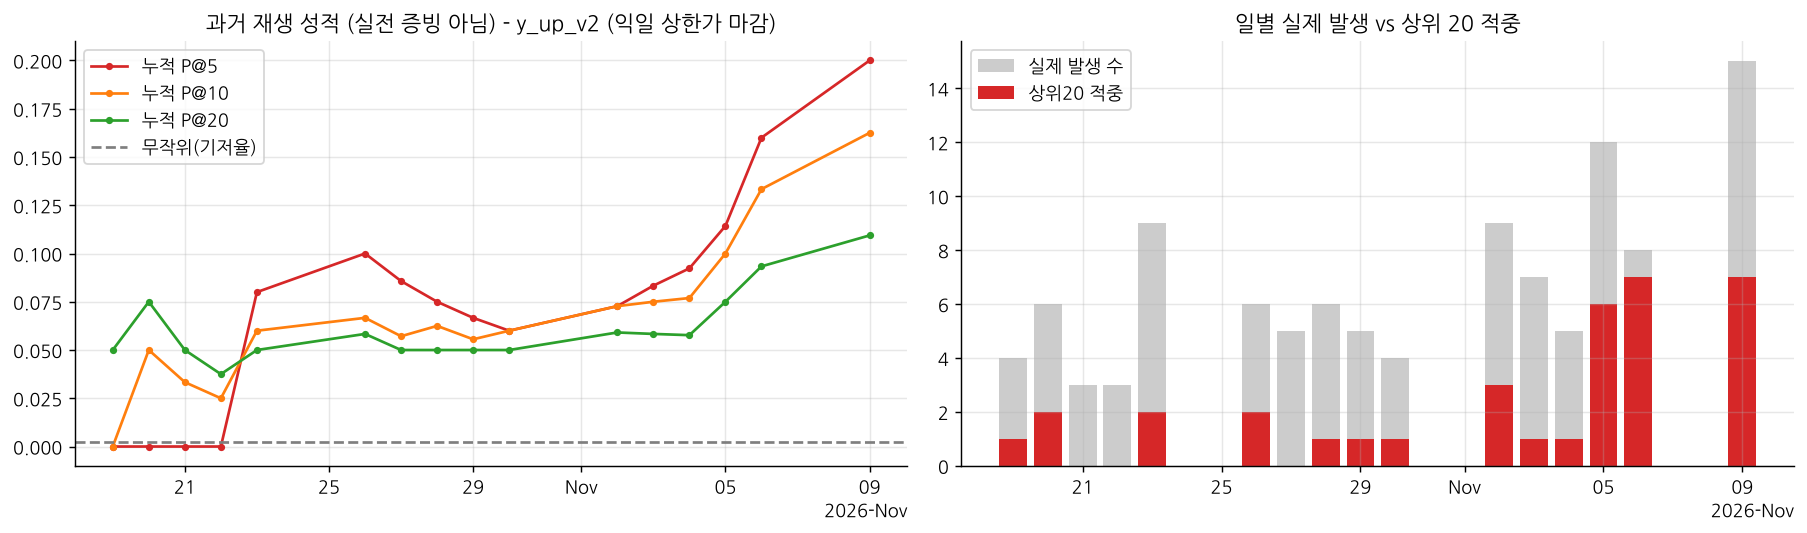 과거 재생 성적 (실전 증빙 아님) - y_up_v2 (익일 상한가 마감)
누적 P@5
누적 P@10
누적 P@20
무작위(기저율)
0.200
0.175
0.150
0.125
0.100
0.075
0.050
0.025
0.000
21
25
29
Nov
05
09
2026-Nov
일별 실제 발생 vs 상위 20 적중
실제 발생 수
상위20 적중
14
12
10
8
6
4
2
0
21
25
29
Nov
05
09
2026-Nov